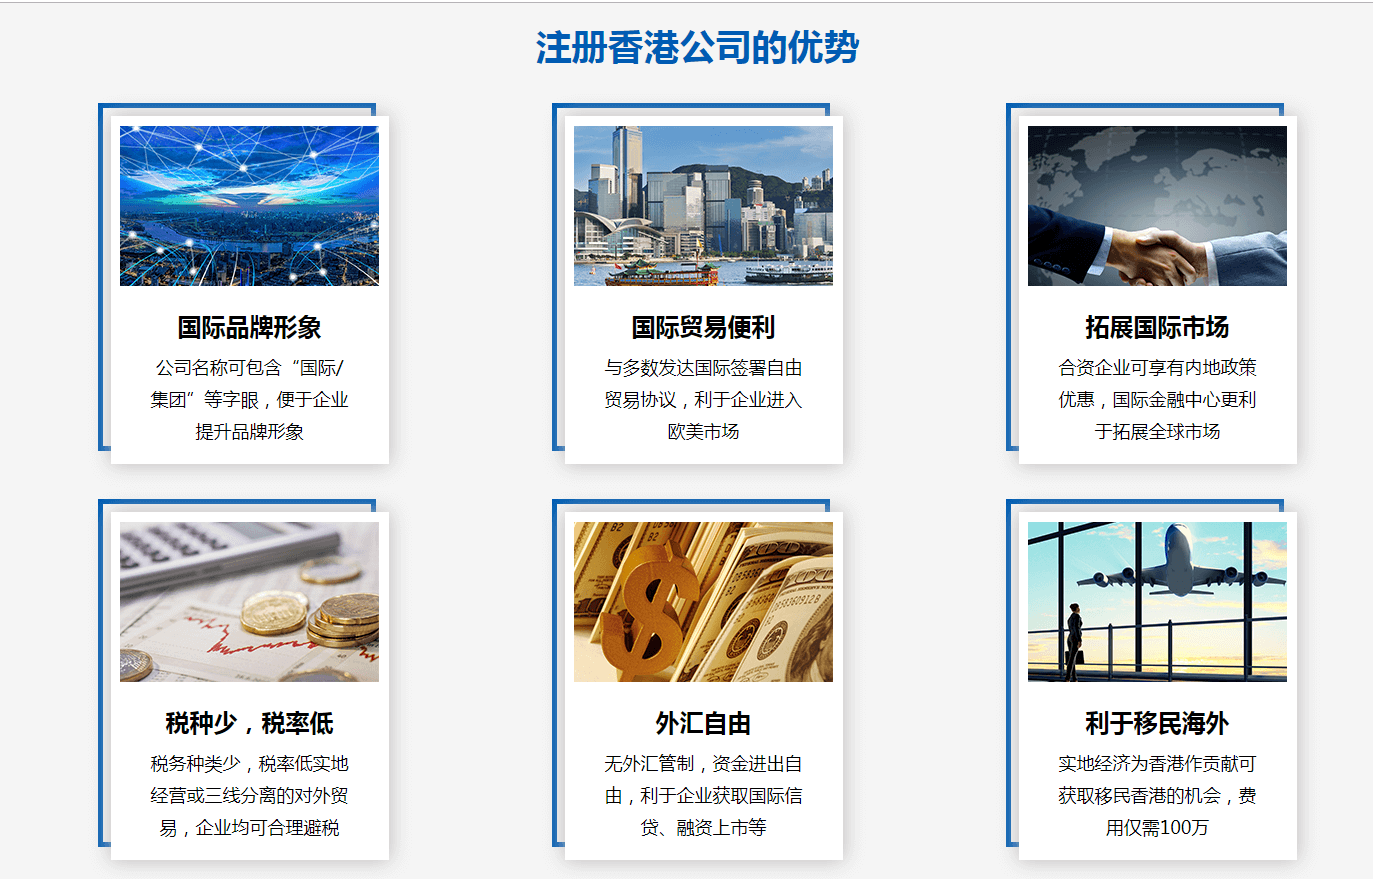 注册香港公司的优势
国际品牌形象
公司名称可包含“国际/
集团”等字眼，便于企业
提升品牌形象
国际贸易便利
与多数发达国际签署自由
贸易协议，利于企业进入
欧美市场
拓展国际市场
合资企业可享有内地政策
优惠，国际金融中心更利
于拓展全球市场
税种少，税率低
税务种类少，税率低实地
经营或三线分离的对外贸
易，企业均可合理避税
外汇自由
无外汇管制，资金进出自
由，利于企业获取国际信
贷、融资上市等
利于移民海外
实地经济为香港作贡献可
获取移民香港的机会，费
用仅需100万